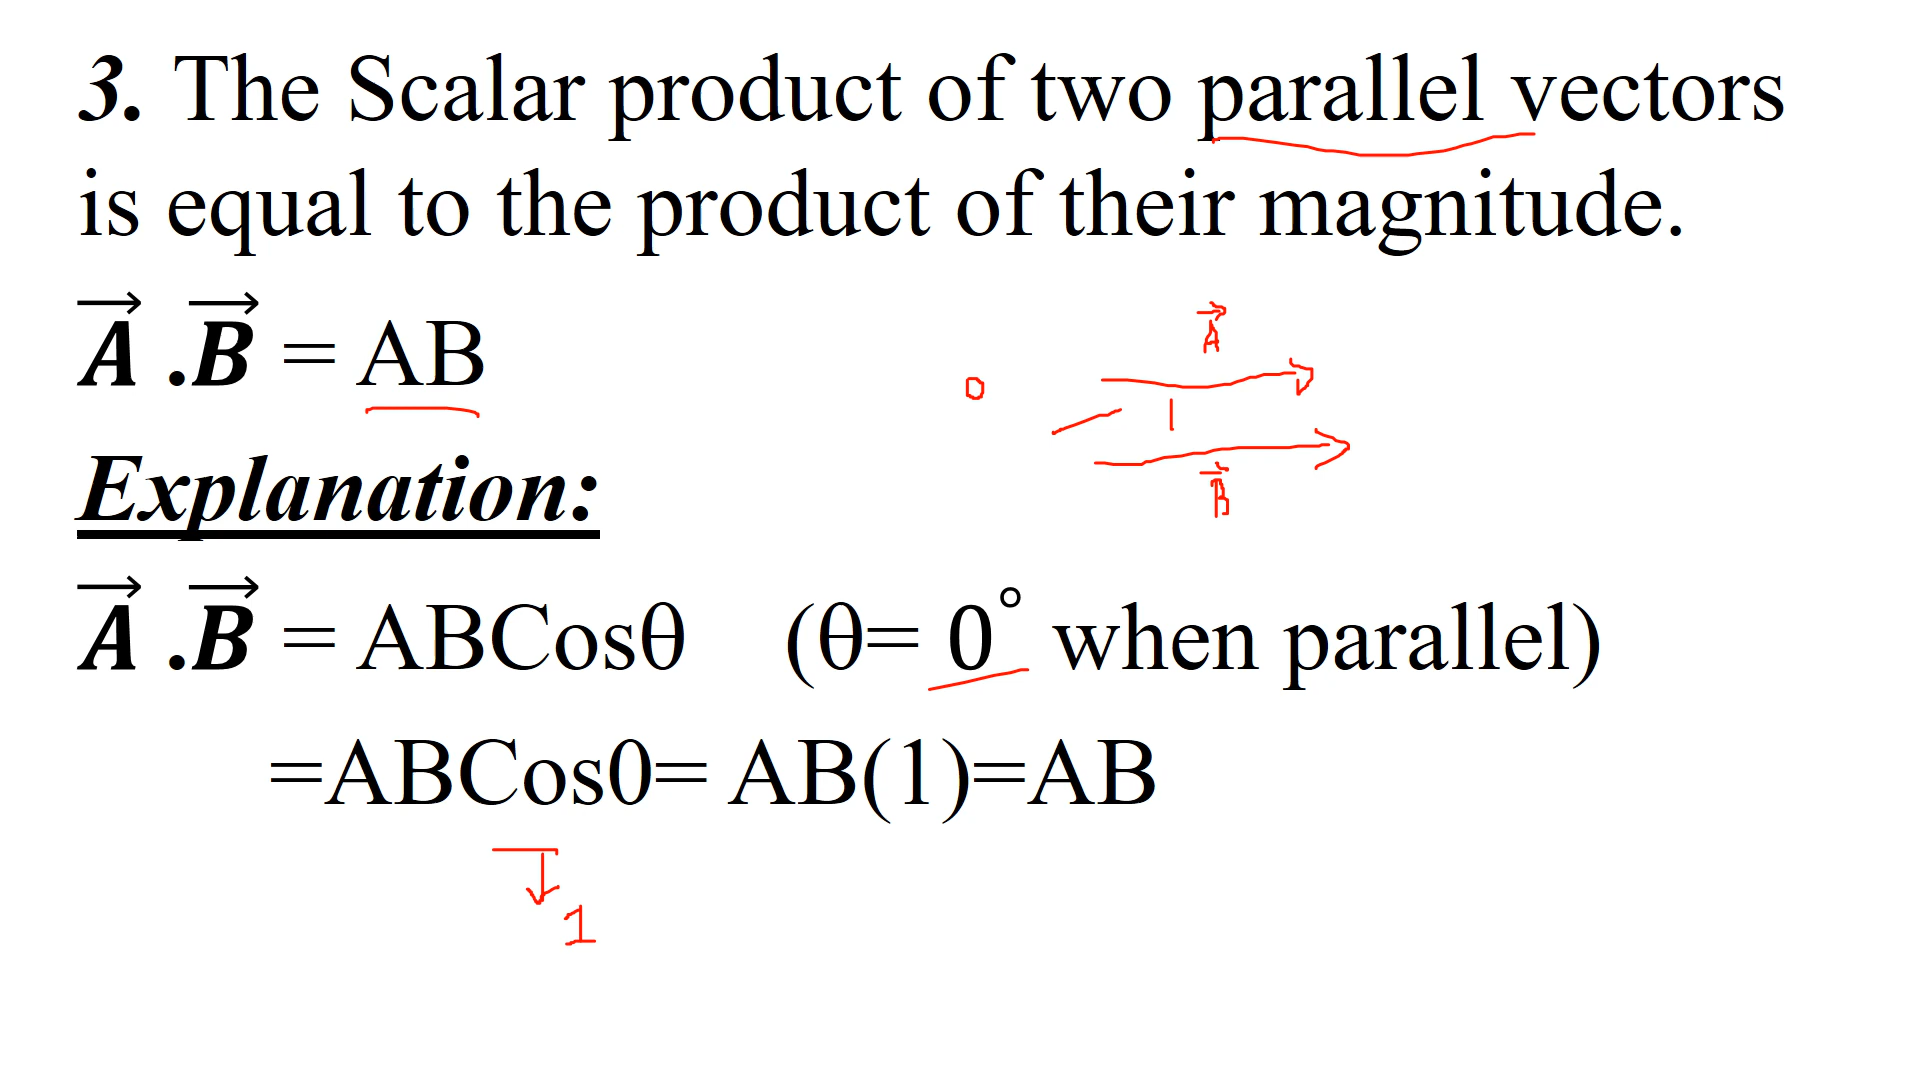 3. The Scalar product of two parallel vectors
is equal to the product of their magnitude.
A⃗ .B⃗ = AB
A⃗
0
B⃗
Explanation:
A⃗ .B⃗ = ABCosθ (θ= 0° when parallel)
=ABCos0= AB(1)=AB
1